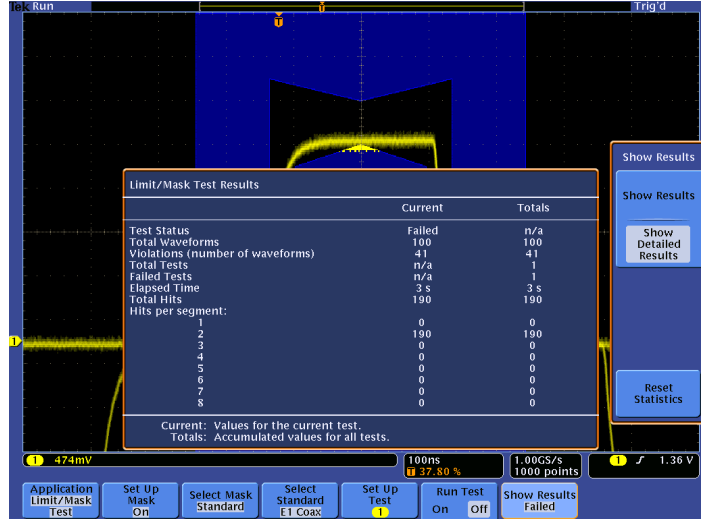 Tek Run Trig'd
T
T
Show Results
Show Results
Show
Detailed
Results
Reset
Statistics
Limit/Mask Test Results
Current Totals
Test Status Failed n/a
Total Waveforms 100 100
Violations (number of waveforms) 41 41
Total Tests n/a 1
Failed Tests n/a 1
Elapsed Time 3 s 3 s
Total Hits 190 190
Hits per segment:
1 0 0
2 190 190
3 0 0
4 0 0
5 0 0
6 0 0
7 0 0
8 0 0
Current: Values for the current test.
Totals: Accumulated values for all tests.
1
1 474mV
100ns
T 37.80 %
1.00GS/s
1000 points
1 1.36 V
Application
Limit/Mask
Test
Set Up
Mask
On
Select Mask
Standard
Select
Standard
E1 Coax
Set Up
Test
1
Run Test
On Off
Show Results
Failed